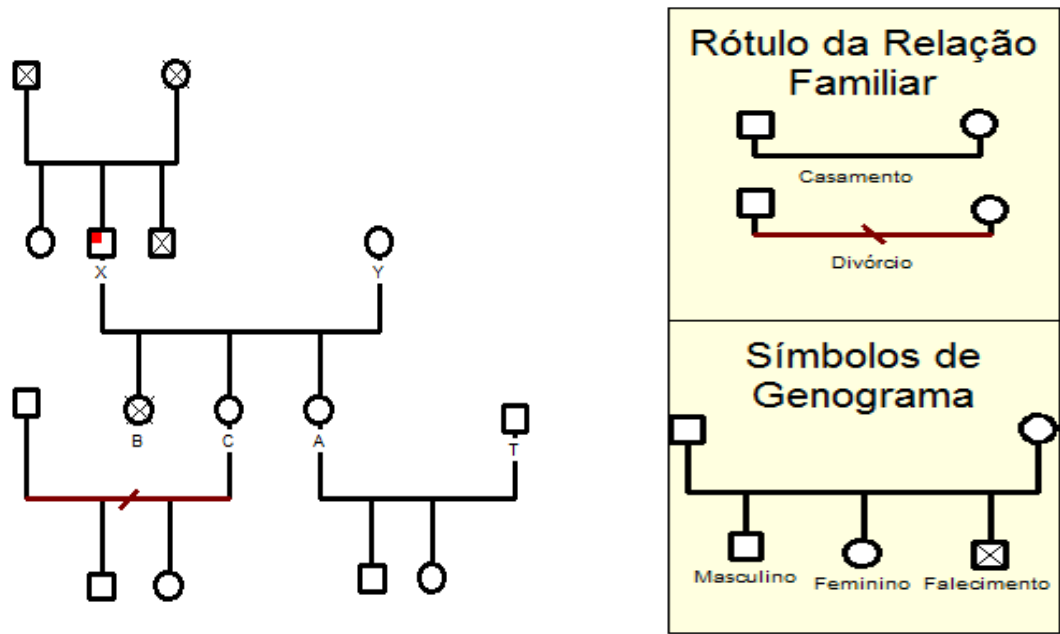 X
Y
B
C
A
T
Rótulo da Relação
Familiar
Casamento
Divórcio
Símbolos de
Genograma
Masculino
Feminino
Falecimento